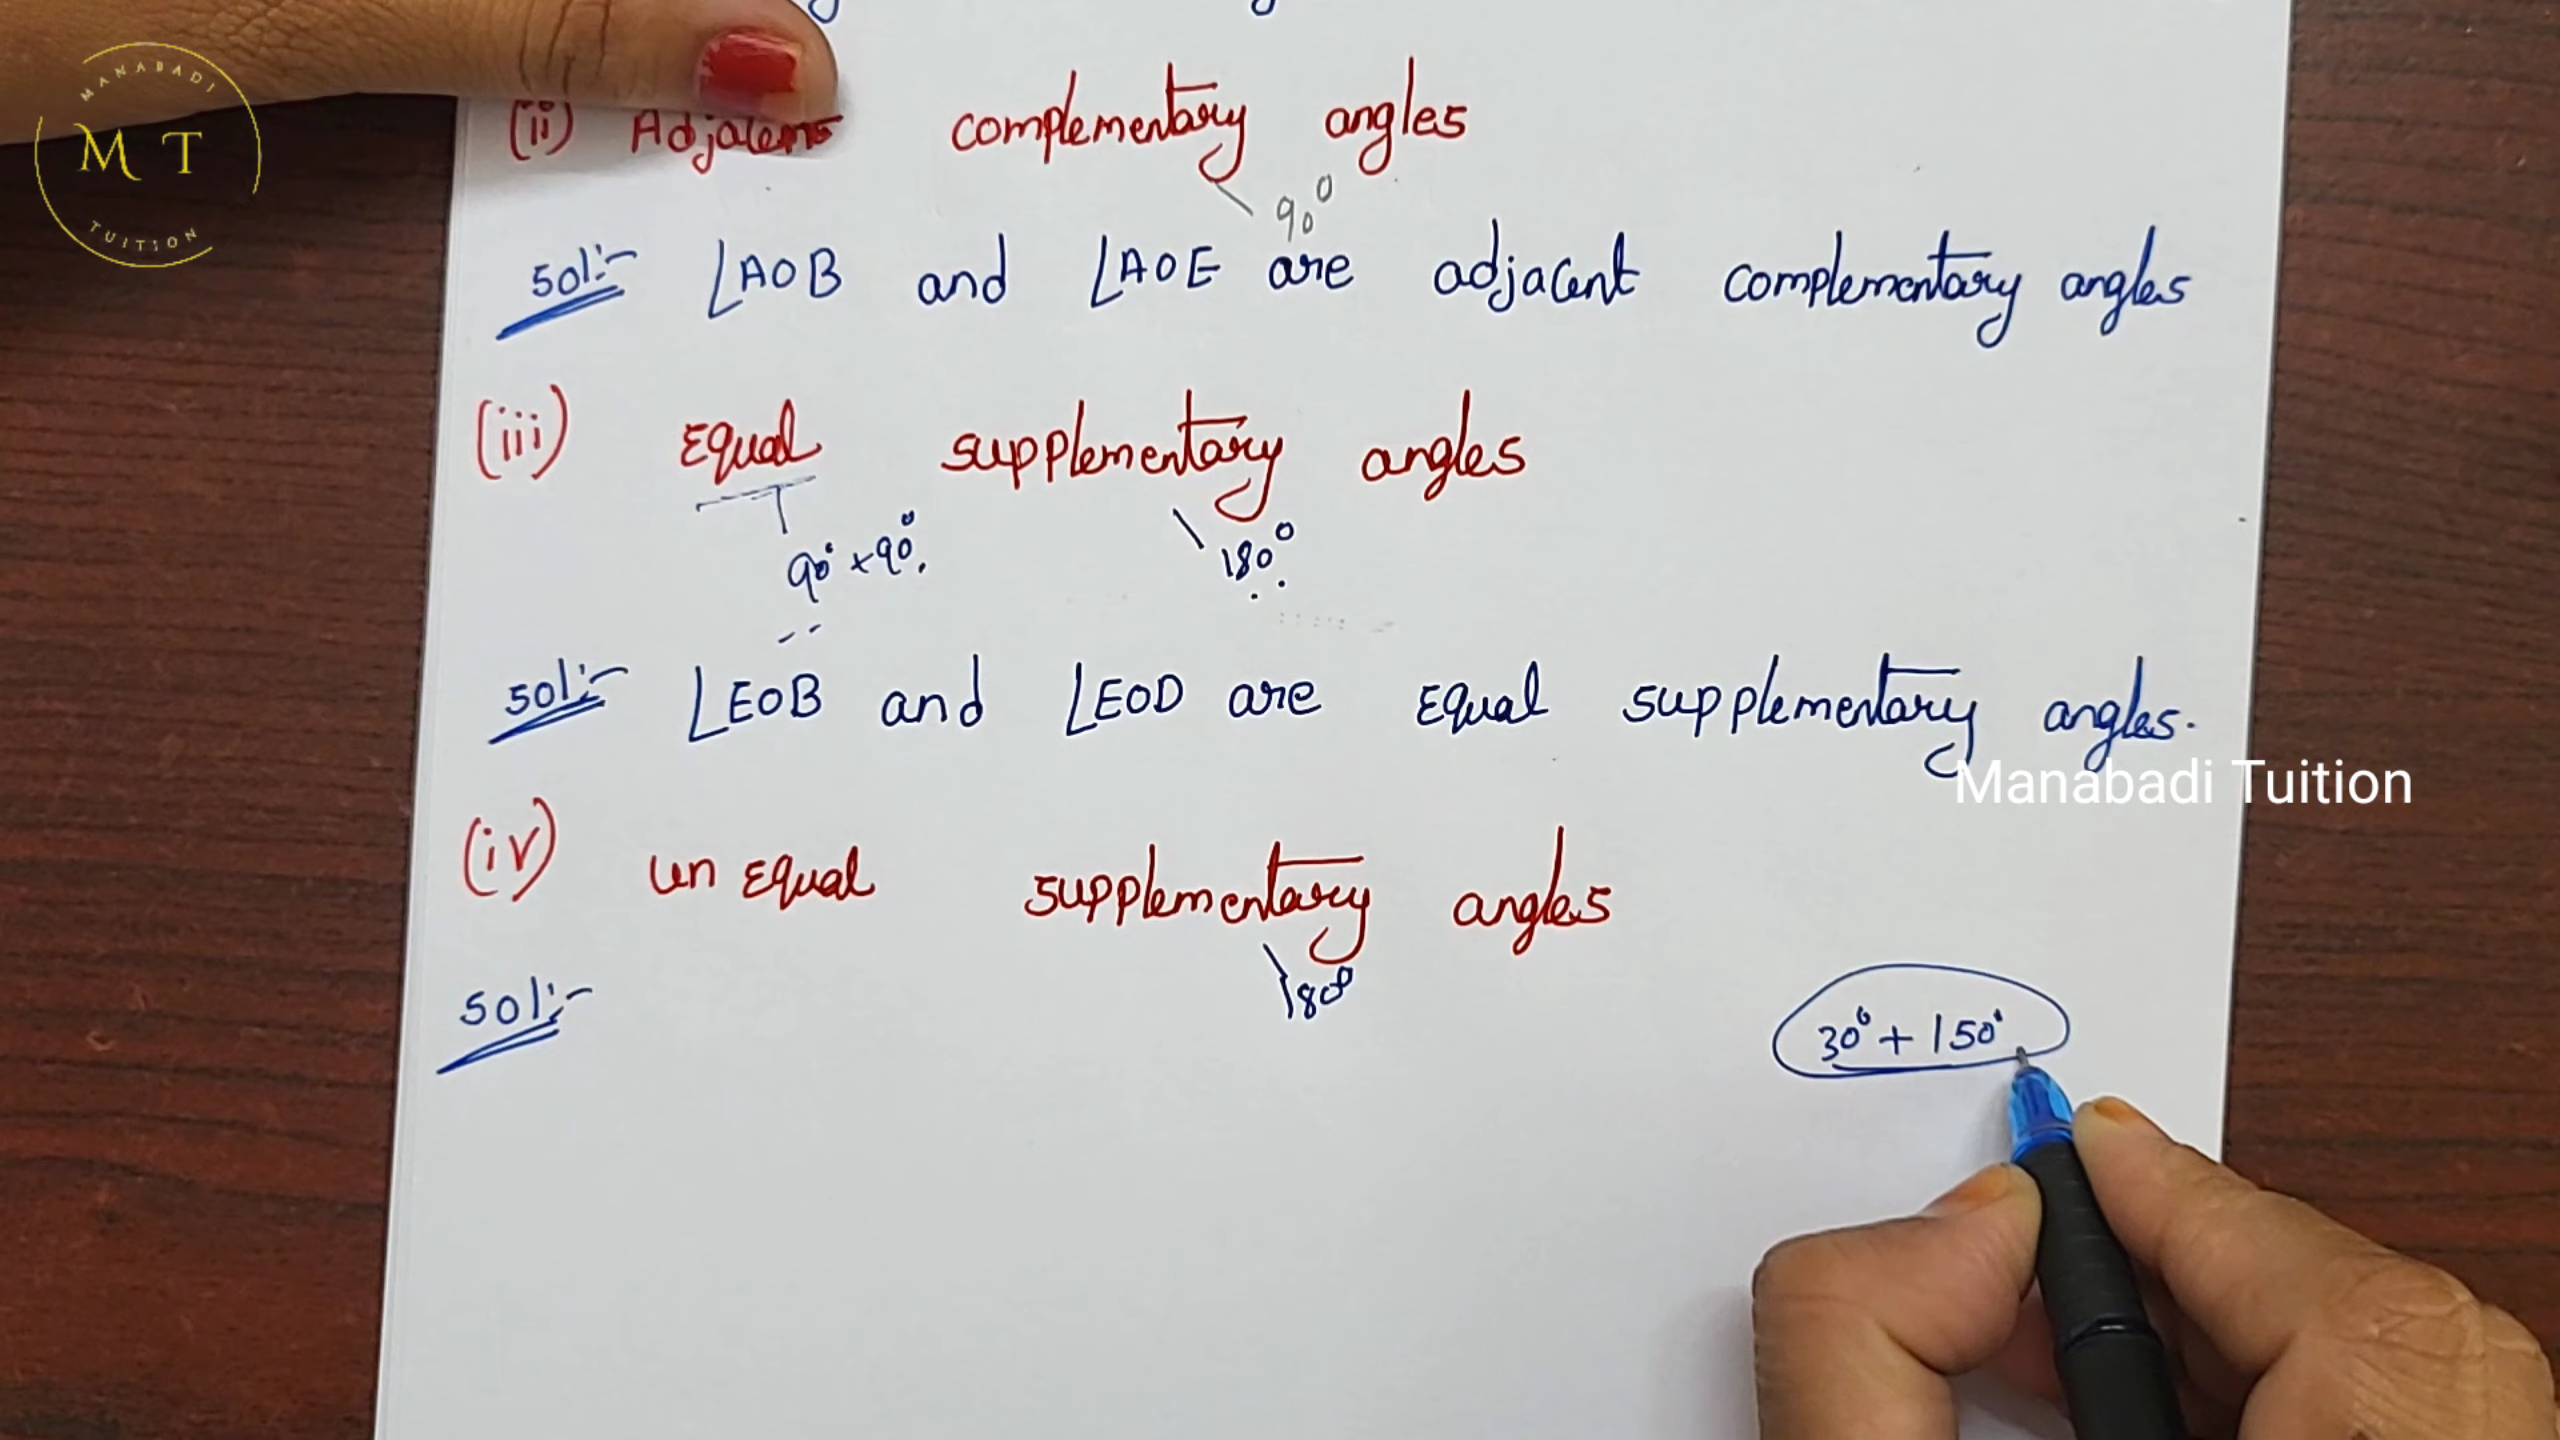 MANABADI
MT
TUITION
(ii) Adjacent complementary angles
90°
Sol:- ∠AOB and ∠AOE are adjacent complementary angles
(iii) Equal supplementary angles
90° + 90°. 180°
Sol:- ∠EOB and ∠EOD are Equal supplementary angles.
Manabadi Tuition
(iv) un Equal supplementary angles
180°
Sol:- 30° + 150°